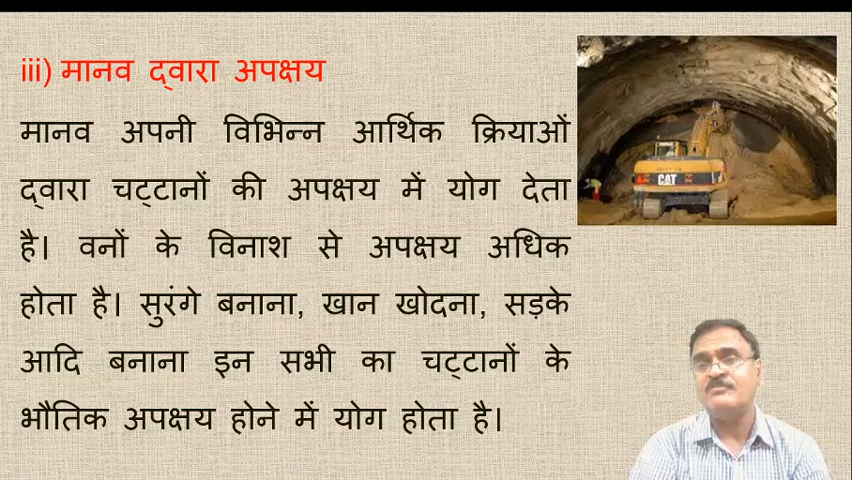 iii) मानव द्वारा अपक्षय
मानव अपनी विभिन्न आर्थिक क्रियाओं
द्वारा चट्टानों की अपक्षय में योग देता
है। वनों के विनाश से अपक्षय अधिक
होता है। सुरंगे बनाना, खान खोदना, सड़के
आदि बनाना इन सभी का चट्टानों के
भौतिक अपक्षय होने में योग होता है।
CAT